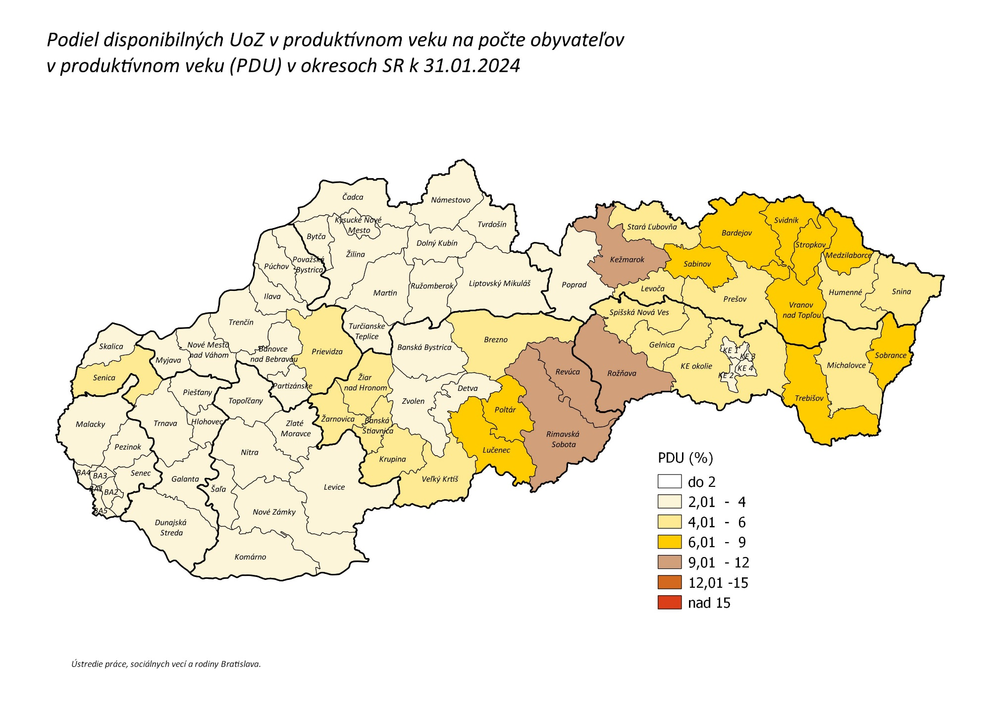 Podiel disponibilných UoZ v produktívnom veku na počte obyvateľov
v produktívnom veku (PDU) v okresoch SR k 31.01.2024
Čadca
Námestovo
Kysucké Nové
Mesto
Tvrdošín
Bytča
Dolný Kubín
Žilina
Považská
Bystrica
Púchov
Ilava
Martin
Ružomberok
Liptovský Mikuláš
Poprad
Kežmarok
Stará Ľubovňa
Sabinov
Bardejov
Svidník
Stropkov
Medzilaborce
Levoča
Prešov
Vranov
nad Topľou
Humenné
Snina
Trenčín
Turčianske
Teplice
Spišská Nová Ves
Skalica
Nové Mesto
nad Váhom
Myjava
Bánovce
nad Bebravou
Prievidza
Banská Bystrica
Brezno
Gelnica
Senica
Partizánske
Žiar
nad Hronom
Revúca
Rožňava
KE okolie
KE 1
KE 3
KE 4
KE 2
Michalovce
Sobrance
Trebišov
Piešťany
Topoľčany
Zvolen
Detva
Poltár
Malacky
Trnava
Hlohovec
Zlaté
Moravce
Žarnovica
Banská
Štiavnica
Rimavská
Sobota
Pezinok
Nitra
Krupina
Lučenec
BA4
BA3
Senec
Galanta
Šaľa
Levice
Veľký Krtíš
BA1
BA2
BA5
Nové Zámky
Dunajská
Streda
Komárno
PDU (%)
do 2
2,01 - 4
4,01 - 6
6,01 - 9
9,01 - 12
12,01 -15
nad 15
Ústredie práce, sociálnych vecí a rodiny Bratislava.